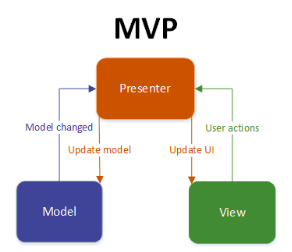 MVP
Presenter
Model changed
User actions
Update model
Update UI
Model
View